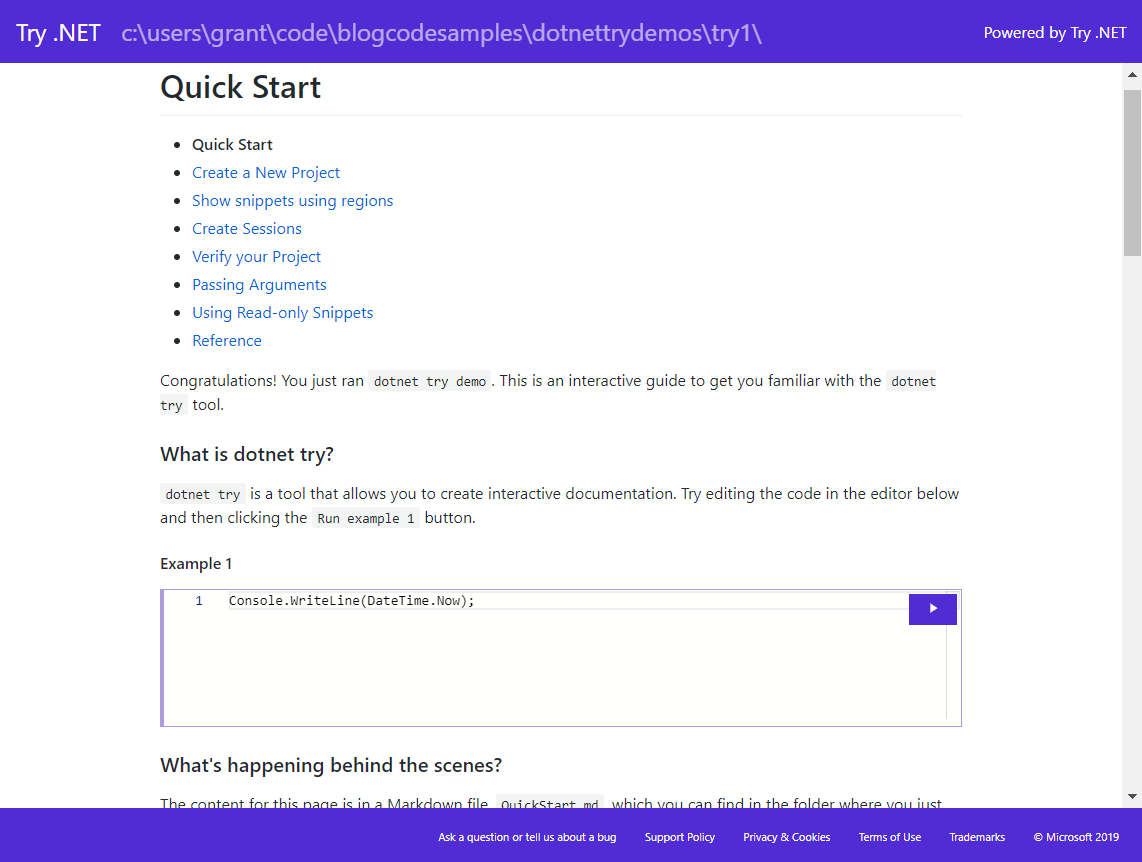 Try .NET c:\users\grant\code\blogcodesamples\dotnettrydemos\try1\ Powered by Try .NET
Quick Start
Quick Start
Create a New Project
Show snippets using regions
Create Sessions
Verify your Project
Passing Arguments
Using Read-only Snippets
Reference
Congratulations! You just ran dotnet try demo. This is an interactive guide to get you familiar with the dotnet
try tool.
What is dotnet try?
dotnet try is a tool that allows you to create interactive documentation. Try editing the code in the editor below
and then clicking the Run example 1 button.
Example 1
1 Console.WriteLine(DateTime.Now);
What's happening behind the scenes?
The content for this page is in a Markdown file, QuickStart.md, which you can find in the folder where you just
Ask a question or tell us about a bug Support Policy Privacy & Cookies Terms of Use Trademarks © Microsoft 2019